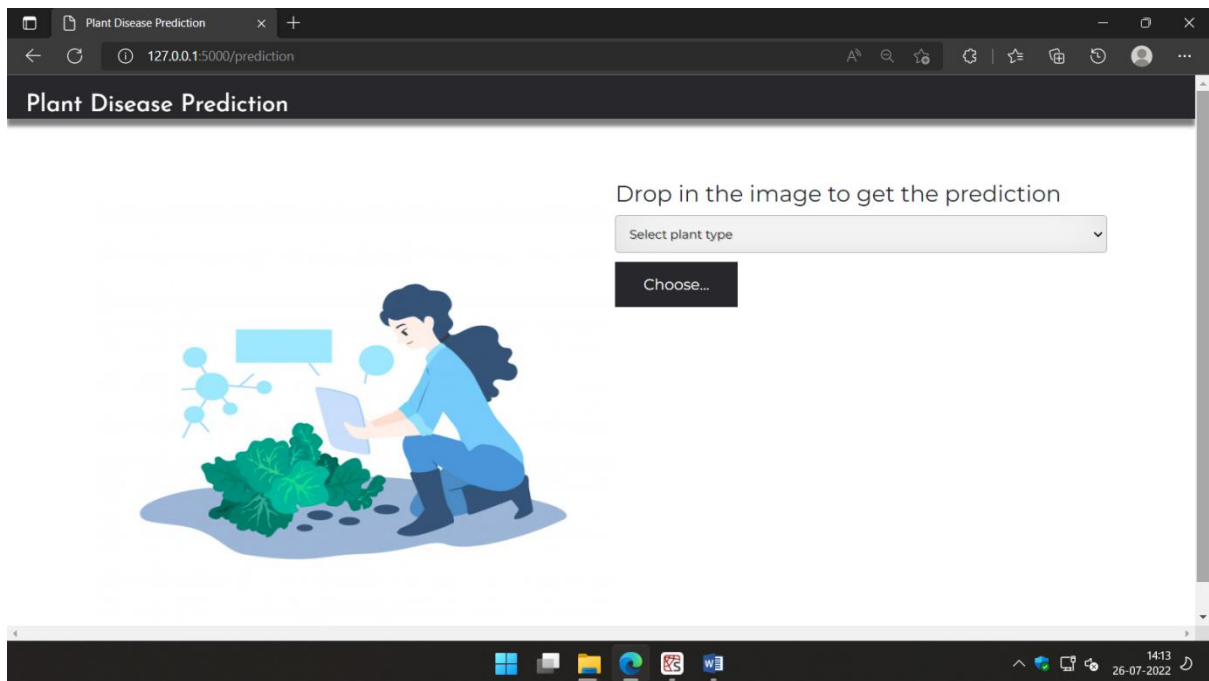 Plant Disease Prediction
127.0.0.1:5000/prediction
Plant Disease Prediction
Drop in the image to get the prediction
Select plant type
Choose...
14:13
26-07-2022